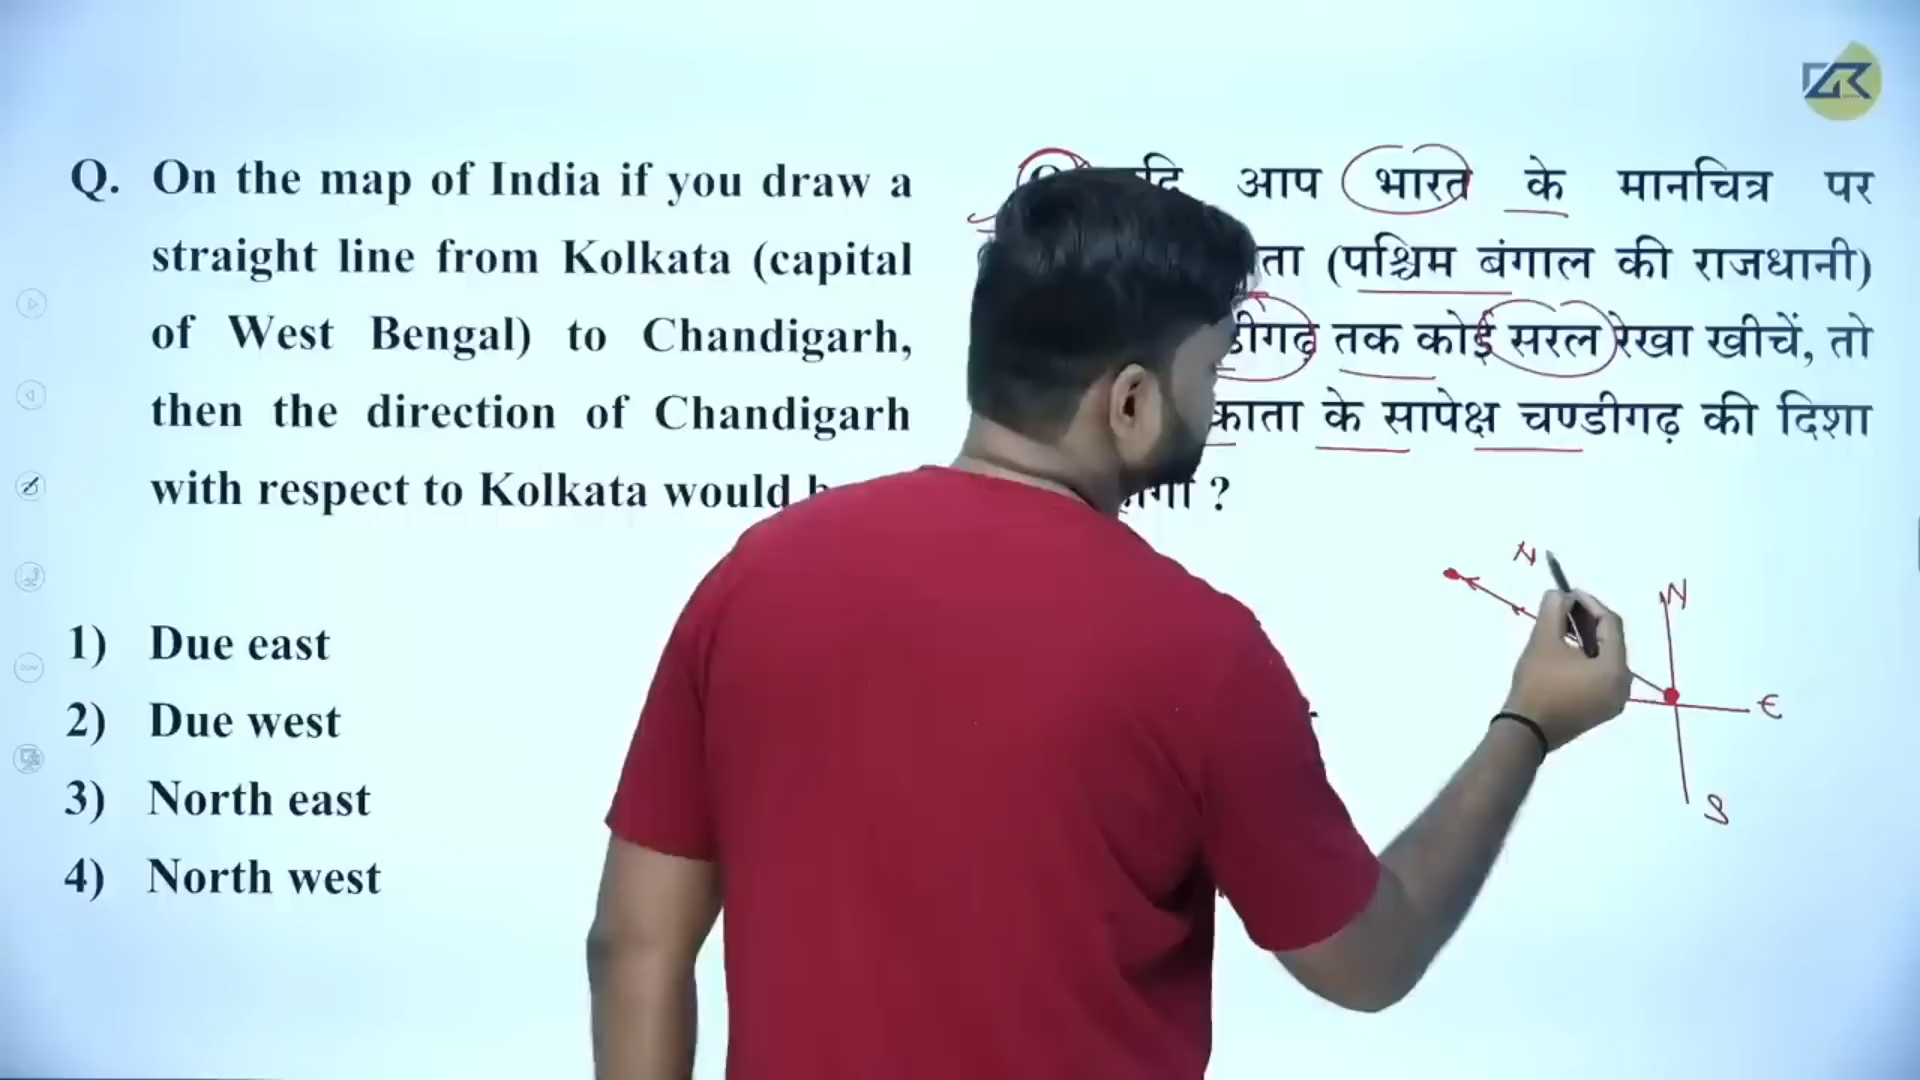 Q. On the map of India if you draw a
straight line from Kolkata (capital
of West Bengal) to Chandigarh,
then the direction of Chandigarh
with respect to Kolkata would
1) Due east
2) Due west
3) North east
4) North west
आप भारत के मानचित्र पर
(पश्चिम बंगाल की राजधानी)
तक कोई सरल रेखा खीचें, तो
के सापेक्ष चण्डीगढ़ की दिशा
?
N
N
E
S